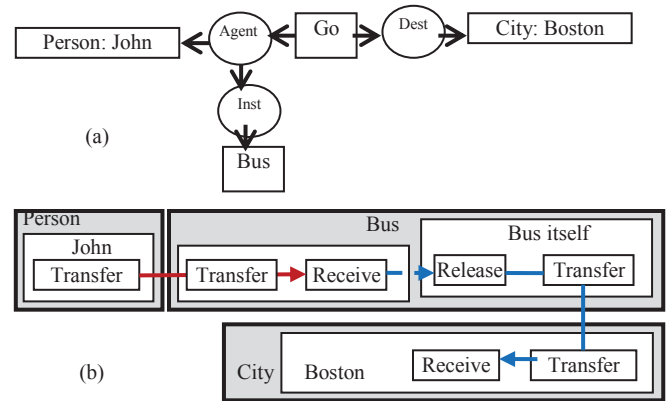 Person: John
Agent
Go
Dest
City: Boston
Inst
(a)
Bus
Person
John
Transfer
Bus
Transfer
Receive
Bus itself
Release
Transfer
City
Boston
Receive
Transfer
(b)